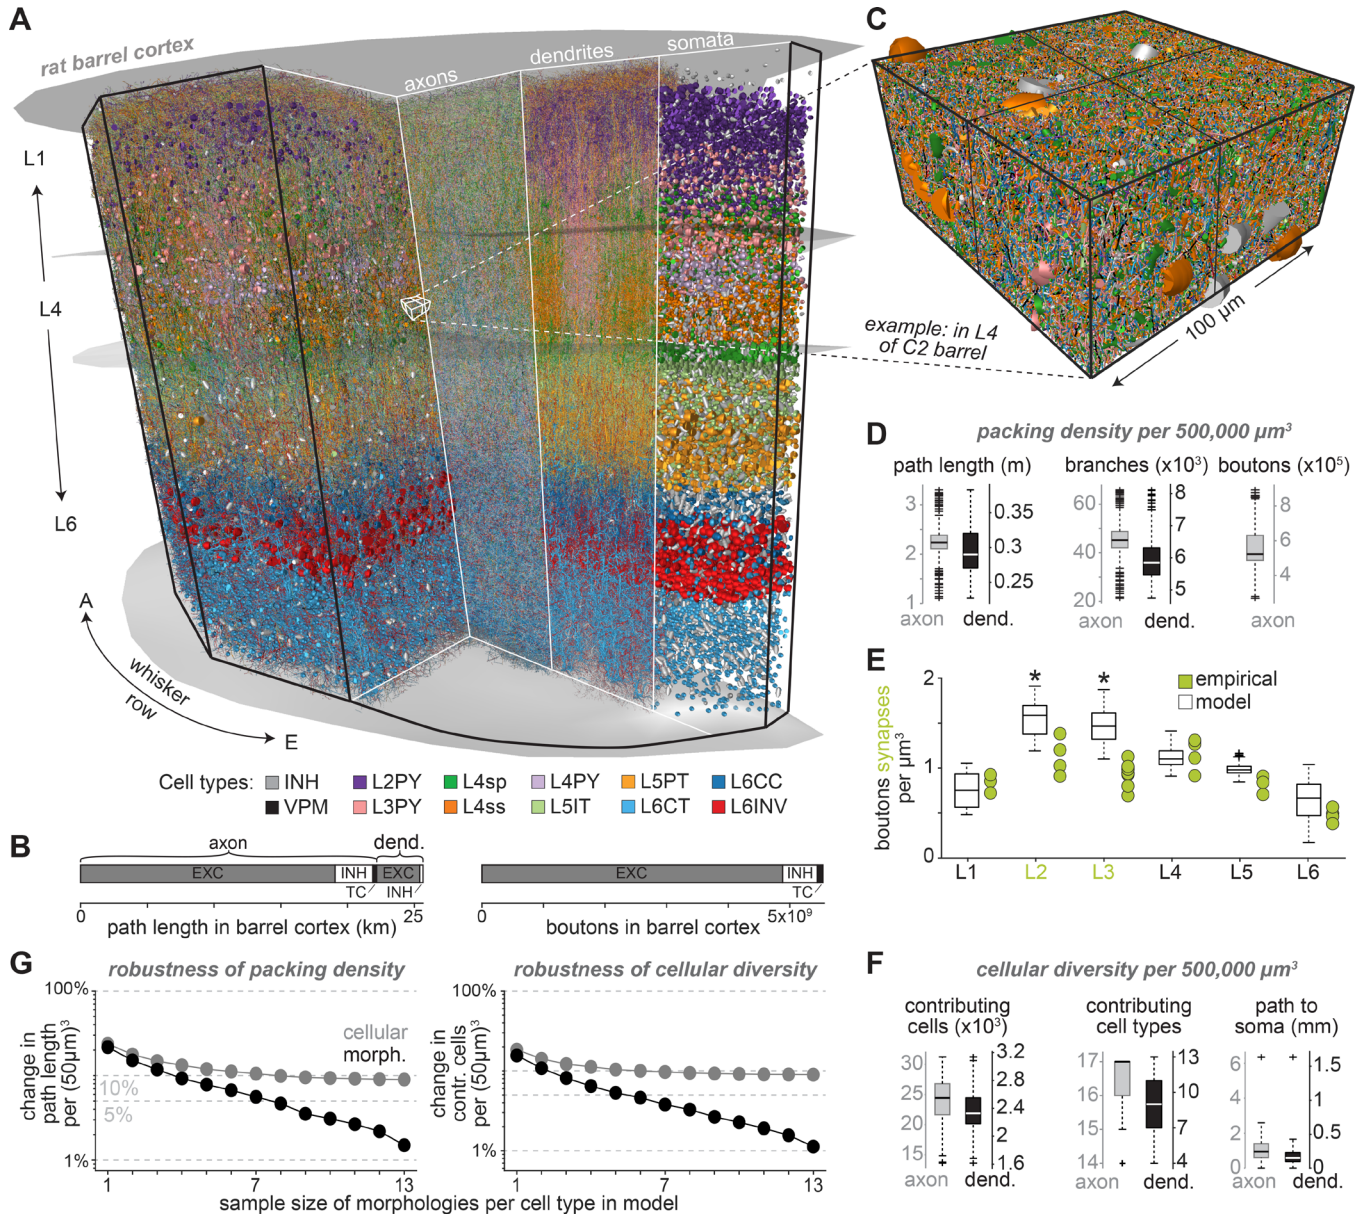 A
rat barrel cortex
axons
dendrites
somata
L1
L4
L6
A
whisker
row
E
Cell types:
INH
L2PY
L4sp
L4PY
L5PT
L6CC
VPM
L3PY
L4ss
L5IT
L6CT
L6INV
C
100 µm
example: in L4
of C2 barrel
B
axon
dend.
EXC
INH
EXC
TC
INH
0
25
path length in barrel cortex (km)
EXC
INH
TC
0
5x10⁹
boutons in barrel cortex
D
packing density per 500,000 µm³
path length (m)
branches (x10³)
boutons (x10⁵)
3
2
1
0.35
0.3
0.25
axon
dend.
60
40
20
8
7
6
5
axon
dend.
8
6
4
axon
E
boutons synapses
per µm³
2
1
0
*
*
empirical
model
L1
L2
L3
L4
L5
L6
F
cellular diversity per 500,000 µm³
contributing
cells (x10³)
contributing
cell types
path to
soma (mm)
30
25
20
15
3.2
2.8
2.4
2
1.6
axon
dend.
17
16
15
14
13
10
7
4
axon
dend.
6
4
2
0
1.5
1
0.5
0
axon
dend.
G
robustness of packing density
change in
path length
per (50µm)³
100%
10%
5%
1%
cellular
morph.
1
7
13
robustness of cellular diversity
change in
contr. cells
per (50µm)³
100%
1%
1
7
13
sample size of morphologies per cell type in model